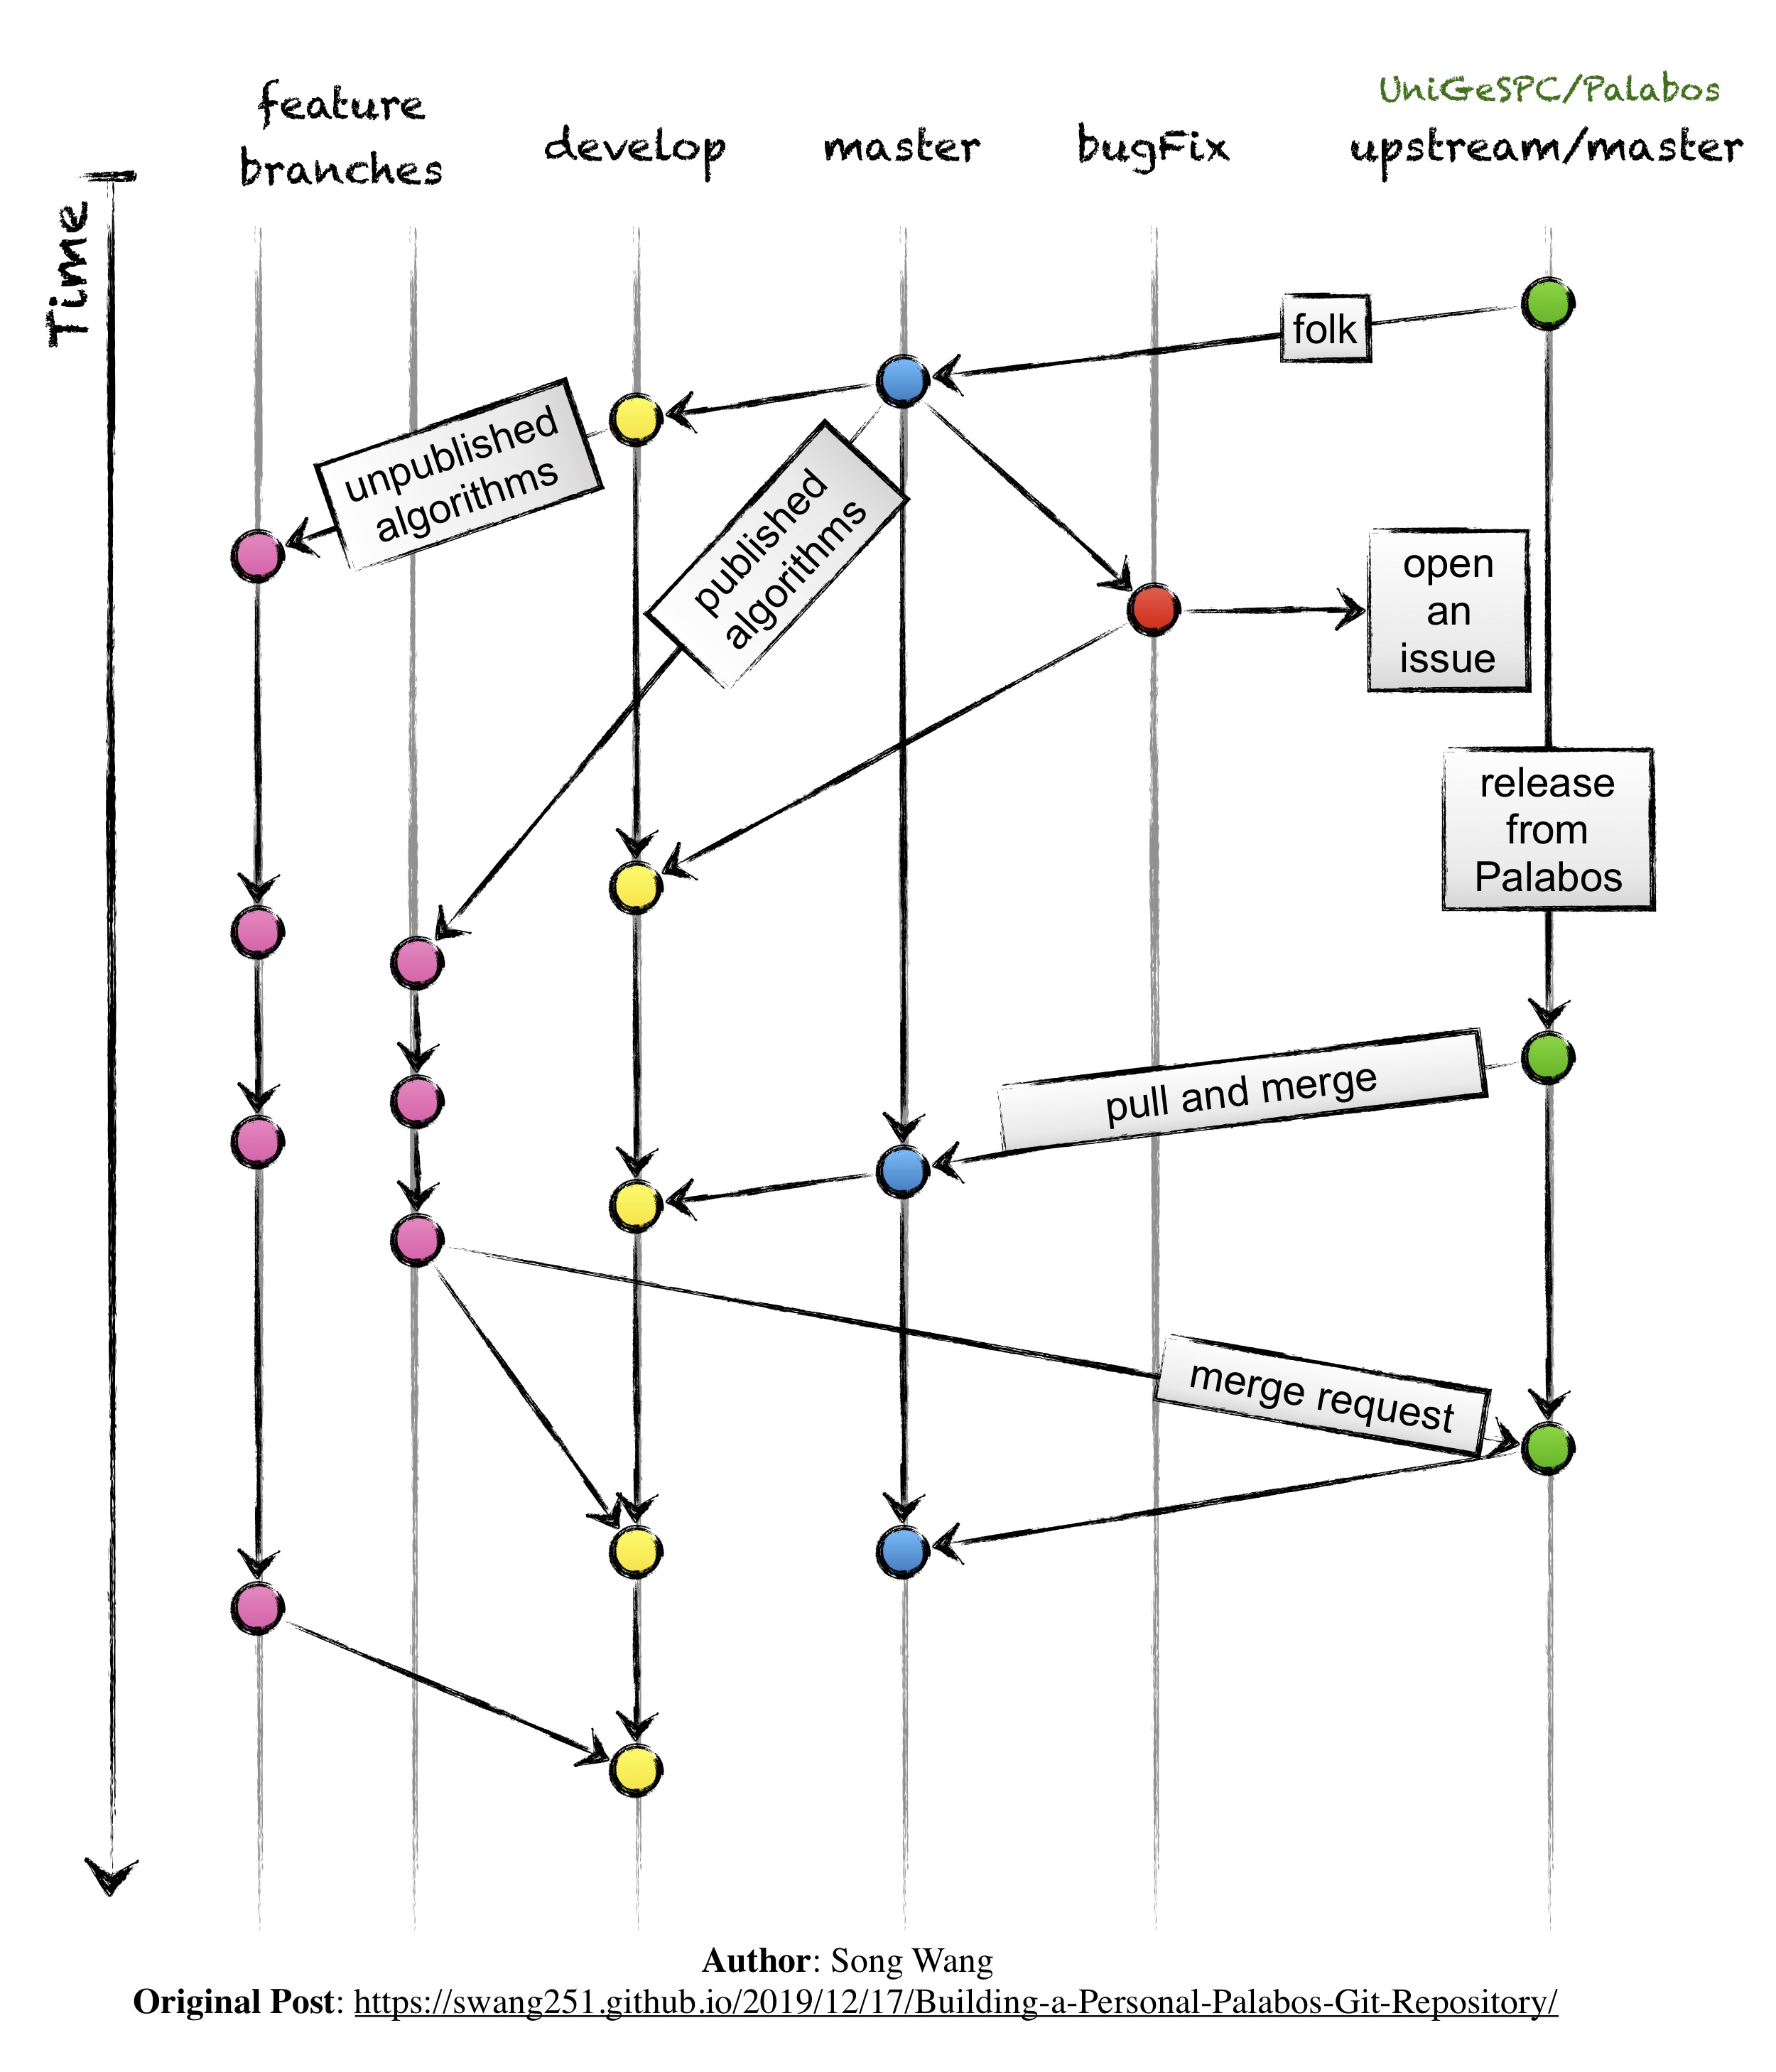 UniGeSPC/Palabos
feature
branches
develop
master
bugFix
upstream/master
Time
folk
unpublished
algorithms
published
algorithms
open
an
issue
release
from
Palabos
pull and merge
merge request
Author: Song Wang
Original Post: https://swang251.github.io/2019/12/17/Building-a-Personal-Palabos-Git-Repository/